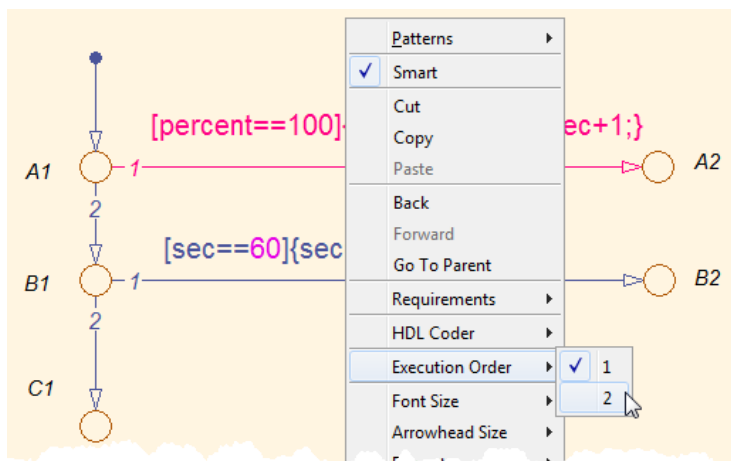 Patterns
✓ Smart
Cut
[percent==100]{ ec+1;}
Copy
A1 1 Paste A2
2 Back
Forward
[sec==60]{sec
Go To Parent
B1 1 B2
Requirements
2
HDL Coder
Execution Order ✓ 1
C1
Font Size 2
Arrowhead Size